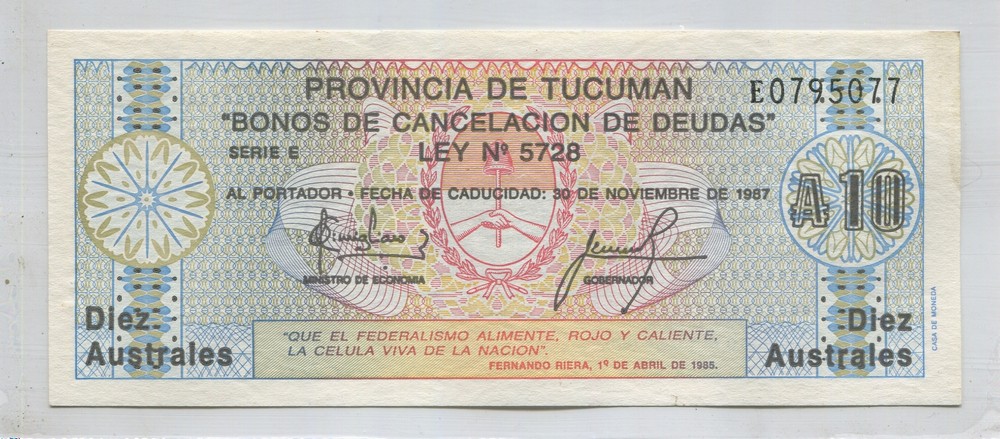 PROVINCIA DE TUCUMAN
E0795077
"BONOS DE CANCELACION DE DEUDAS"
SERIE E
LEY Nº 5728
AL PORTADOR • FECHA DE CADUCIDAD: 30 DE NOVIEMBRE DE 1987
A 10
MINISTRO DE ECONOMIA
GOBERNADOR
Diez
Australes
"QUE EL FEDERALISMO ALIMENTE, ROJO Y CALIENTE,
LA CELULA VIVA DE LA NACION".
FERNANDO RIERA, 1º DE ABRIL DE 1985.
Diez
Australes
CASA DE MONEDA